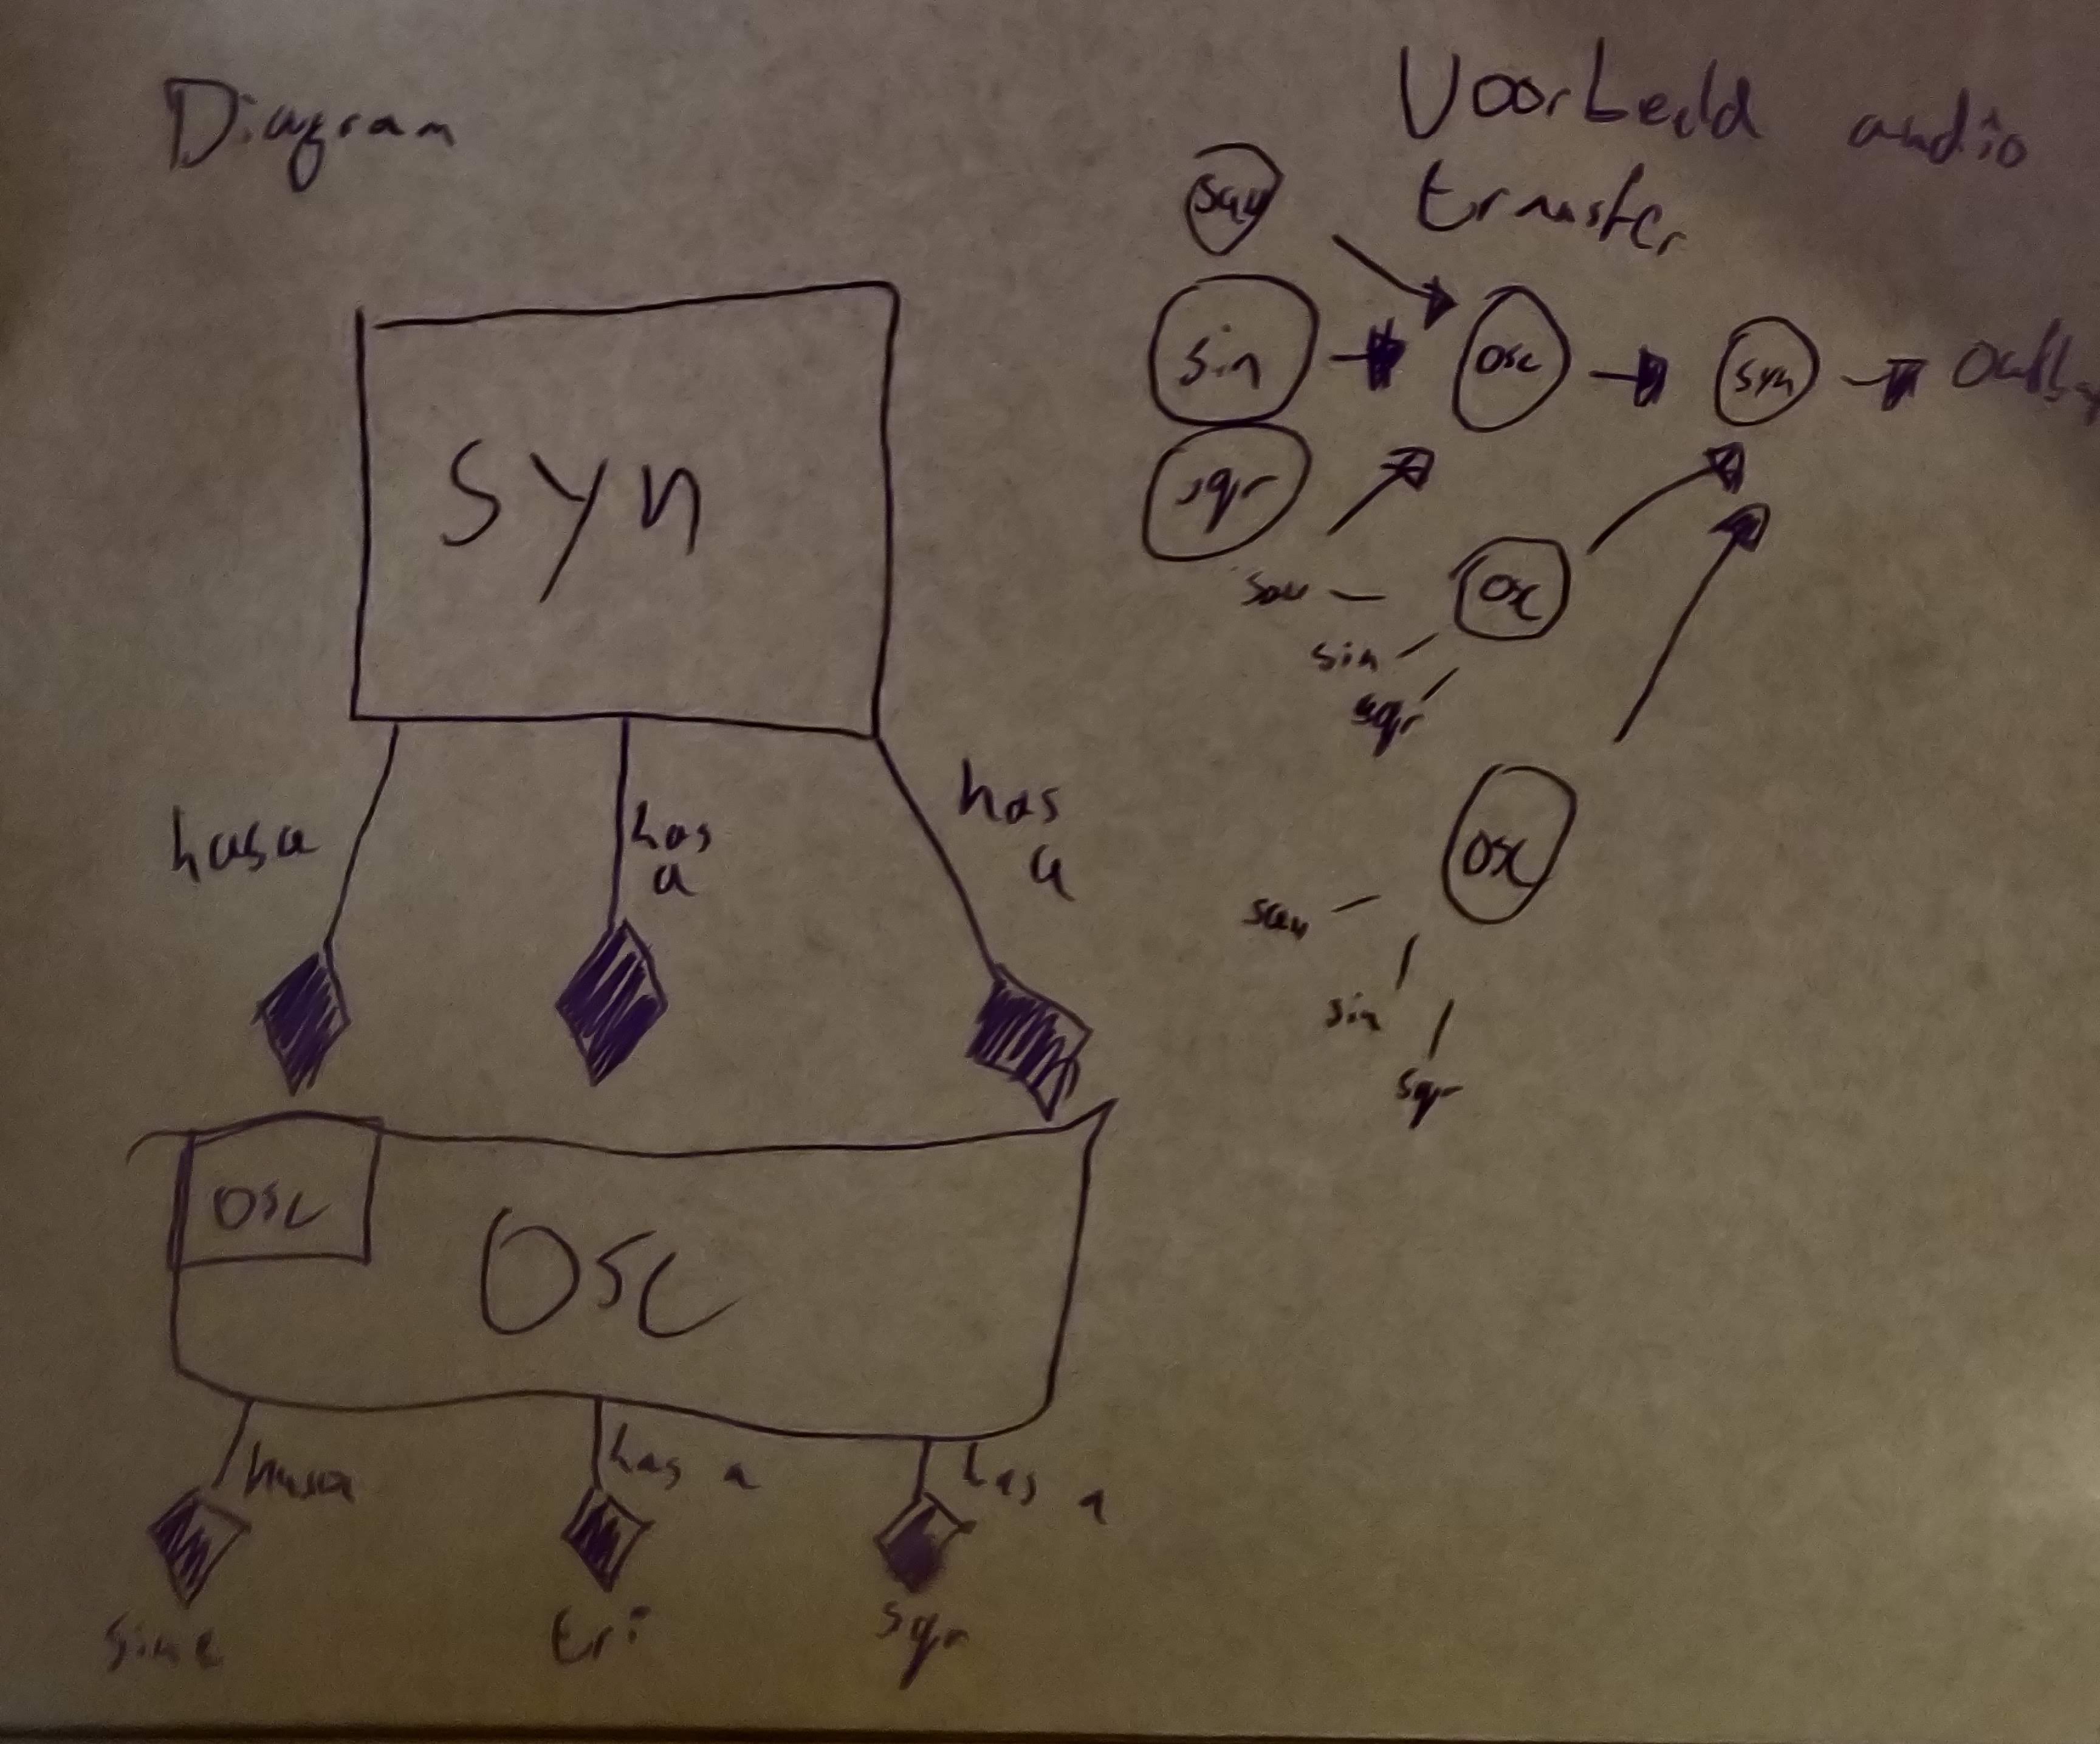 Diagram
Voorbeeld audio
transfer
saw
sin
osc
syn
sqr
syn
saw
osc
sin
sqr
has a
has
a
has
a
osc
saw
sin
sqr
osc
osc
has a
has a
has a
sine
tri
sqr